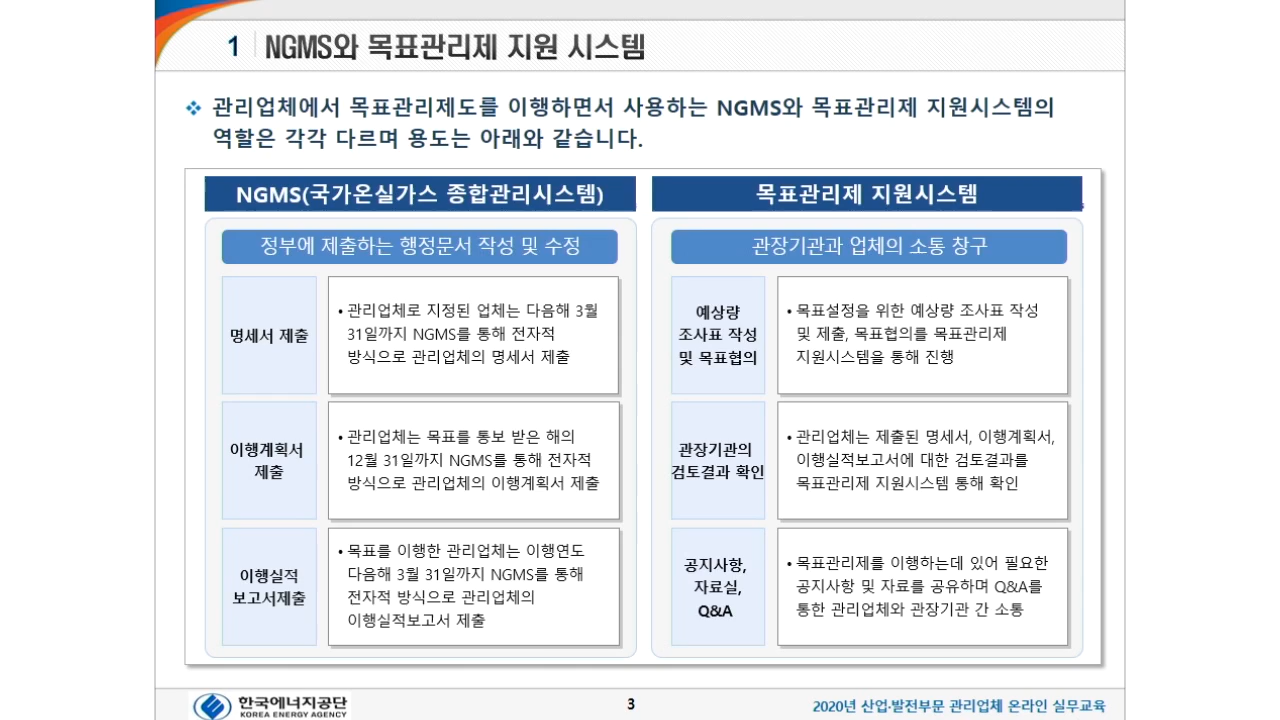 1 NGMS와 목표관리제 지원 시스템
❖ 관리업체에서 목표관리제도를 이행하면서 사용하는 NGMS와 목표관리제 지원시스템의
역할은 각각 다르며 용도는 아래와 같습니다.
NGMS(국가온실가스 종합관리시스템)
정부에 제출하는 행정문서 작성 및 수정
명세서 제출
• 관리업체로 지정된 업체는 다음해 3월
31일까지 NGMS를 통해 전자적
방식으로 관리업체의 명세서 제출
이행계획서
제출
• 관리업체는 목표를 통보 받은 해의
12월 31일까지 NGMS를 통해 전자적
방식으로 관리업체의 이행계획서 제출
이행실적
보고서제출
• 목표를 이행한 관리업체는 이행연도
다음해 3월 31일까지 NGMS를 통해
전자적 방식으로 관리업체의
이행실적보고서 제출
목표관리제 지원시스템
관장기관과 업체의 소통 창구
예상량
조사표 작성
및 목표협의
• 목표설정을 위한 예상량 조사표 작성
및 제출, 목표협의를 목표관리제
지원시스템을 통해 진행
관장기관의
검토결과 확인
• 관리업체는 제출된 명세서, 이행계획서,
이행실적보고서에 대한 검토결과를
목표관리제 지원시스템 통해 확인
공지사항,
자료실,
Q&A
• 목표관리제를 이행하는데 있어 필요한
공지사항 및 자료를 공유하며 Q&A를
통한 관리업체와 관장기관 간 소통
한국에너지공단
KOREA ENERGY AGENCY
3
2020년 산업·발전부문 관리업체 온라인 실무교육